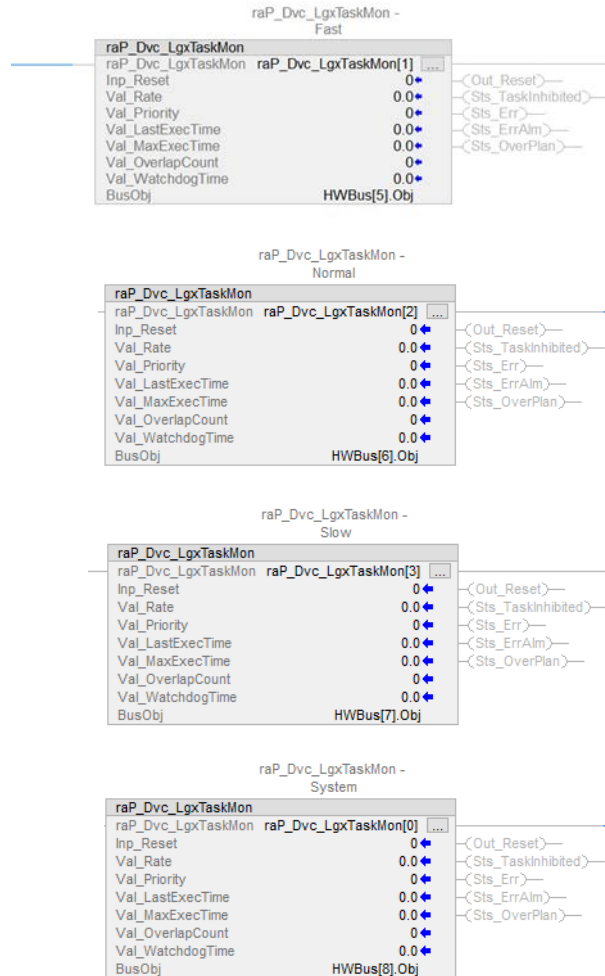 raP_Dvc_LgxTaskMon -
Fast
raP_Dvc_LgxTaskMon
raP_Dvc_LgxTaskMon raP_Dvc_LgxTaskMon[1] ...
Inp_Reset 0 (Out_Reset)
Val_Rate 0.0 (Sts_TaskInhibited)
Val_Priority 0 (Sts_Err)
Val_LastExecTime 0.0 (Sts_ErrAlm)
Val_MaxExecTime 0.0 (Sts_OverPlan)
Val_OverlapCount 0
Val_WatchdogTime 0.0
BusObj HWBus[5].Obj
raP_Dvc_LgxTaskMon -
Normal
raP_Dvc_LgxTaskMon
raP_Dvc_LgxTaskMon raP_Dvc_LgxTaskMon[2] ...
Inp_Reset 0 (Out_Reset)
Val_Rate 0.0 (Sts_TaskInhibited)
Val_Priority 0 (Sts_Err)
Val_LastExecTime 0.0 (Sts_ErrAlm)
Val_MaxExecTime 0.0 (Sts_OverPlan)
Val_OverlapCount 0
Val_WatchdogTime 0.0
BusObj HWBus[6].Obj
raP_Dvc_LgxTaskMon -
Slow
raP_Dvc_LgxTaskMon
raP_Dvc_LgxTaskMon raP_Dvc_LgxTaskMon[3] ...
Inp_Reset 0 (Out_Reset)
Val_Rate 0.0 (Sts_TaskInhibited)
Val_Priority 0 (Sts_Err)
Val_LastExecTime 0.0 (Sts_ErrAlm)
Val_MaxExecTime 0.0 (Sts_OverPlan)
Val_OverlapCount 0
Val_WatchdogTime 0.0
BusObj HWBus[7].Obj
raP_Dvc_LgxTaskMon -
System
raP_Dvc_LgxTaskMon
raP_Dvc_LgxTaskMon raP_Dvc_LgxTaskMon[0] ...
Inp_Reset 0 (Out_Reset)
Val_Rate 0.0 (Sts_TaskInhibited)
Val_Priority 0 (Sts_Err)
Val_LastExecTime 0.0 (Sts_ErrAlm)
Val_MaxExecTime 0.0 (Sts_OverPlan)
Val_OverlapCount 0
Val_WatchdogTime 0.0
BusObj HWBus[8].Obj